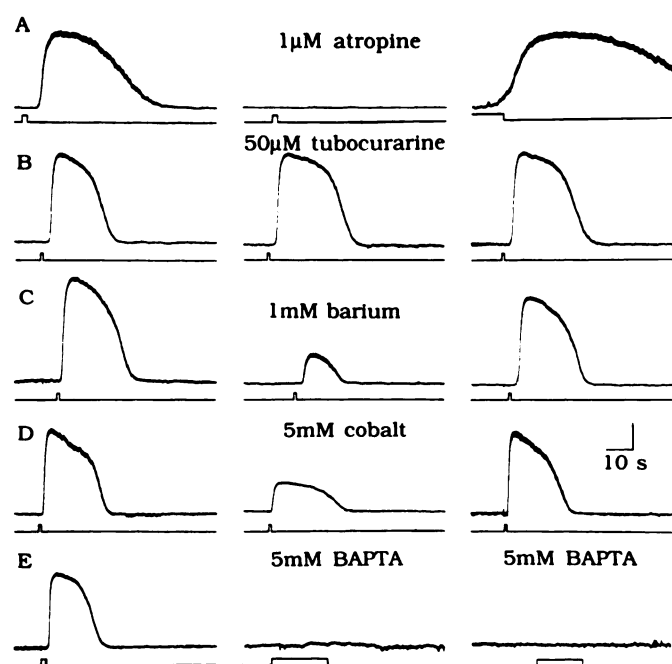 A
1µM atropine
50µM tubocurarine
B
C
1mM barium
D
5mM cobalt
10 s
E
5mM BAPTA
5mM BAPTA